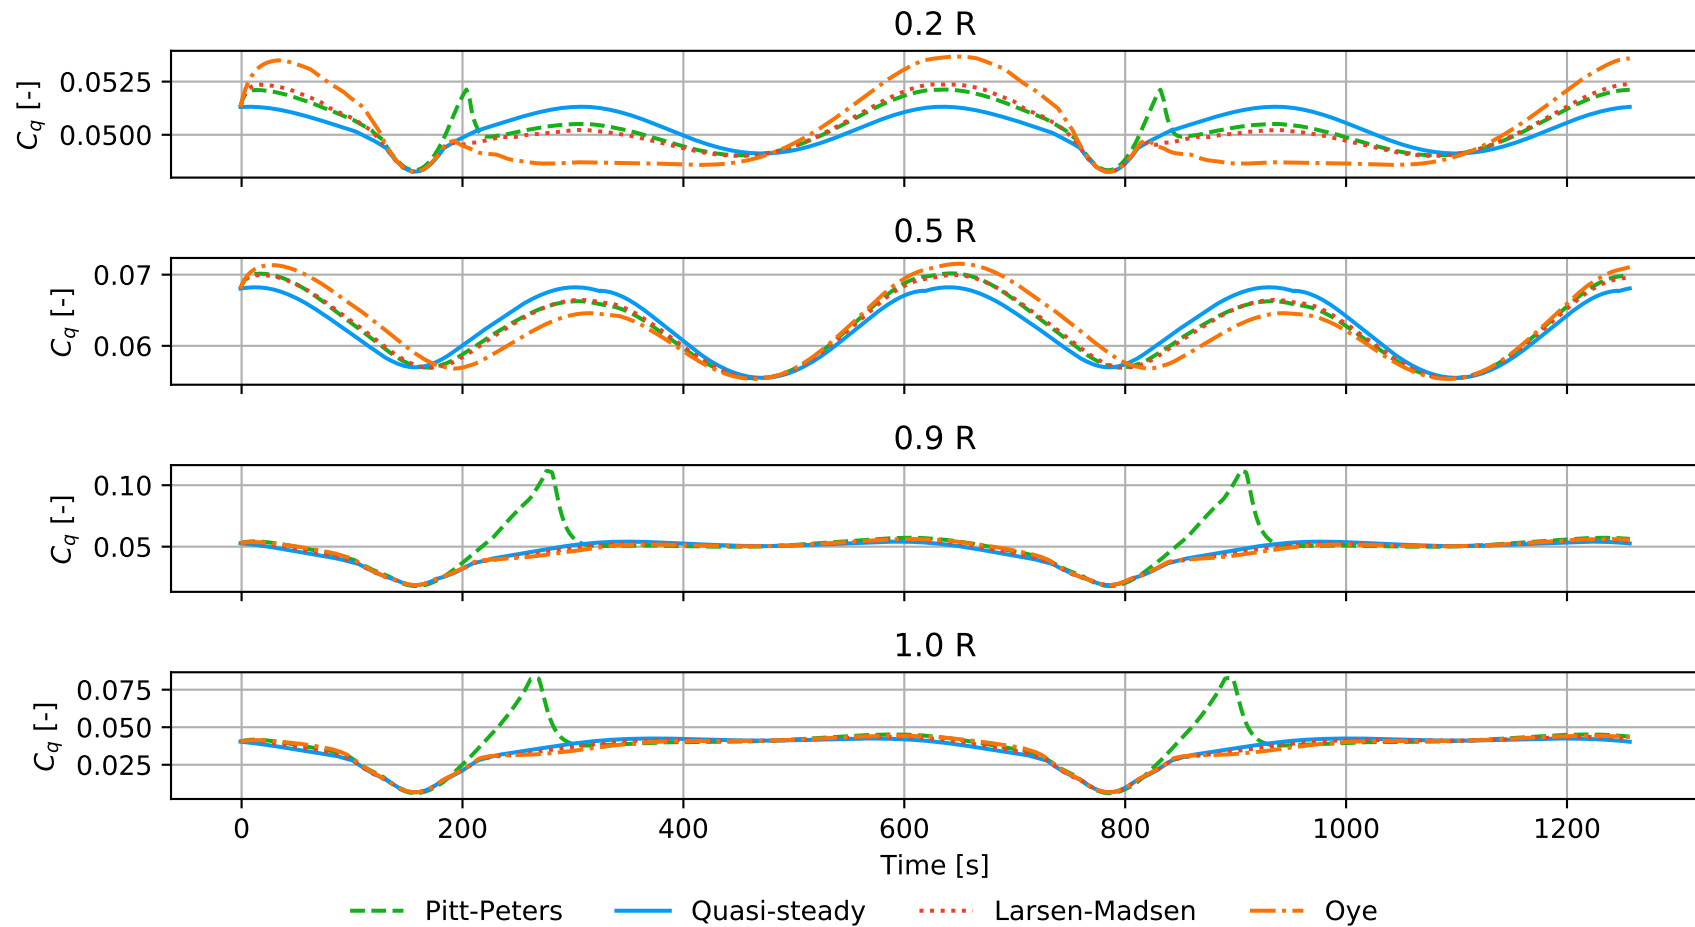 0.2 R
0.0525
0.0500
C_q [-]
0.5 R
0.07
0.06
C_q [-]
0.9 R
0.10
0.05
C_q [-]
1.0 R
0.075
0.050
0.025
C_q [-]
0 200 400 600 800 1000 1200
Time [s]
Pitt-Peters Quasi-steady Larsen-Madsen Oye